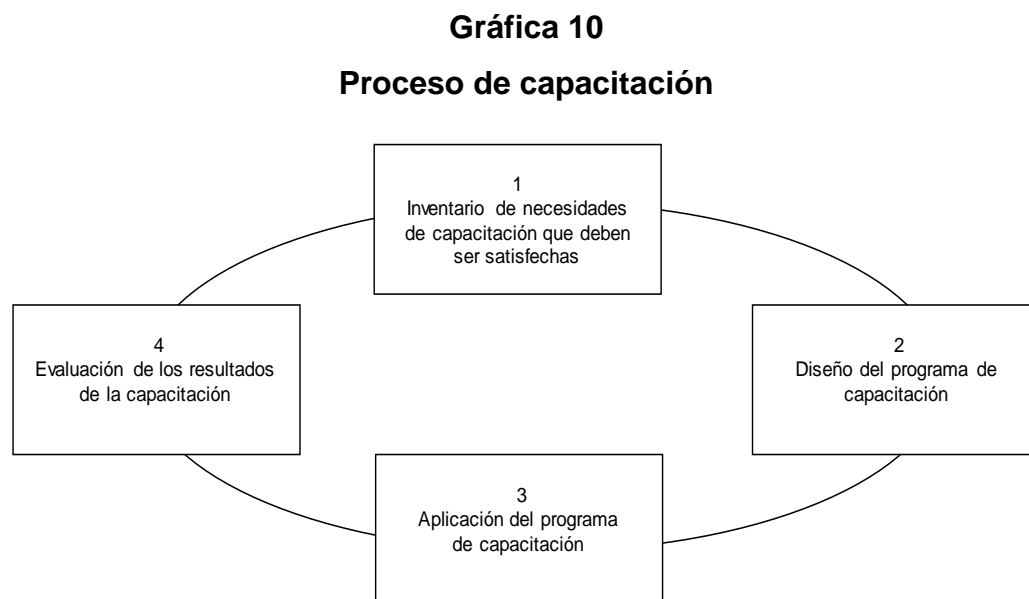 Gráfica 10
Proceso de capacitación
1
Inventario de necesidades
de capacitación que deben
ser satisfechas
2
Diseño del programa de
capacitación
3
Aplicación del programa
de capacitación
4
Evaluación de los resultados
de la capacitación